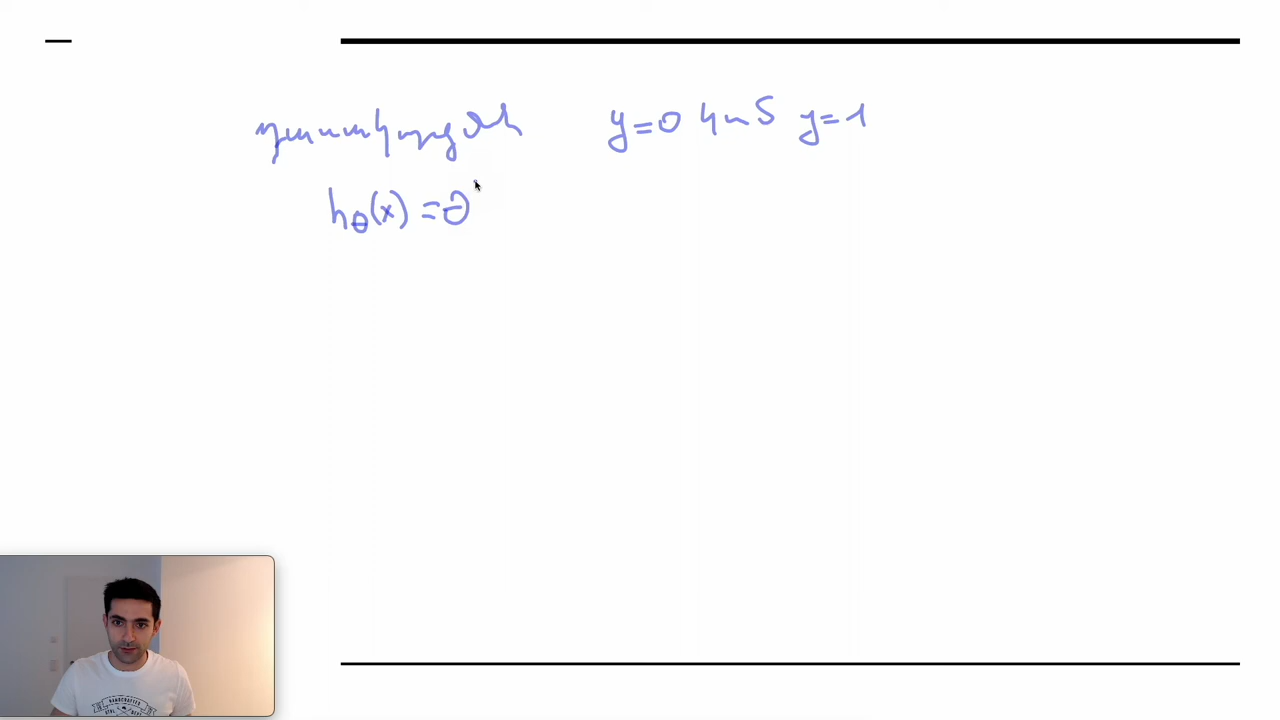 y=0 կամ y=1
hθ(x) = θ